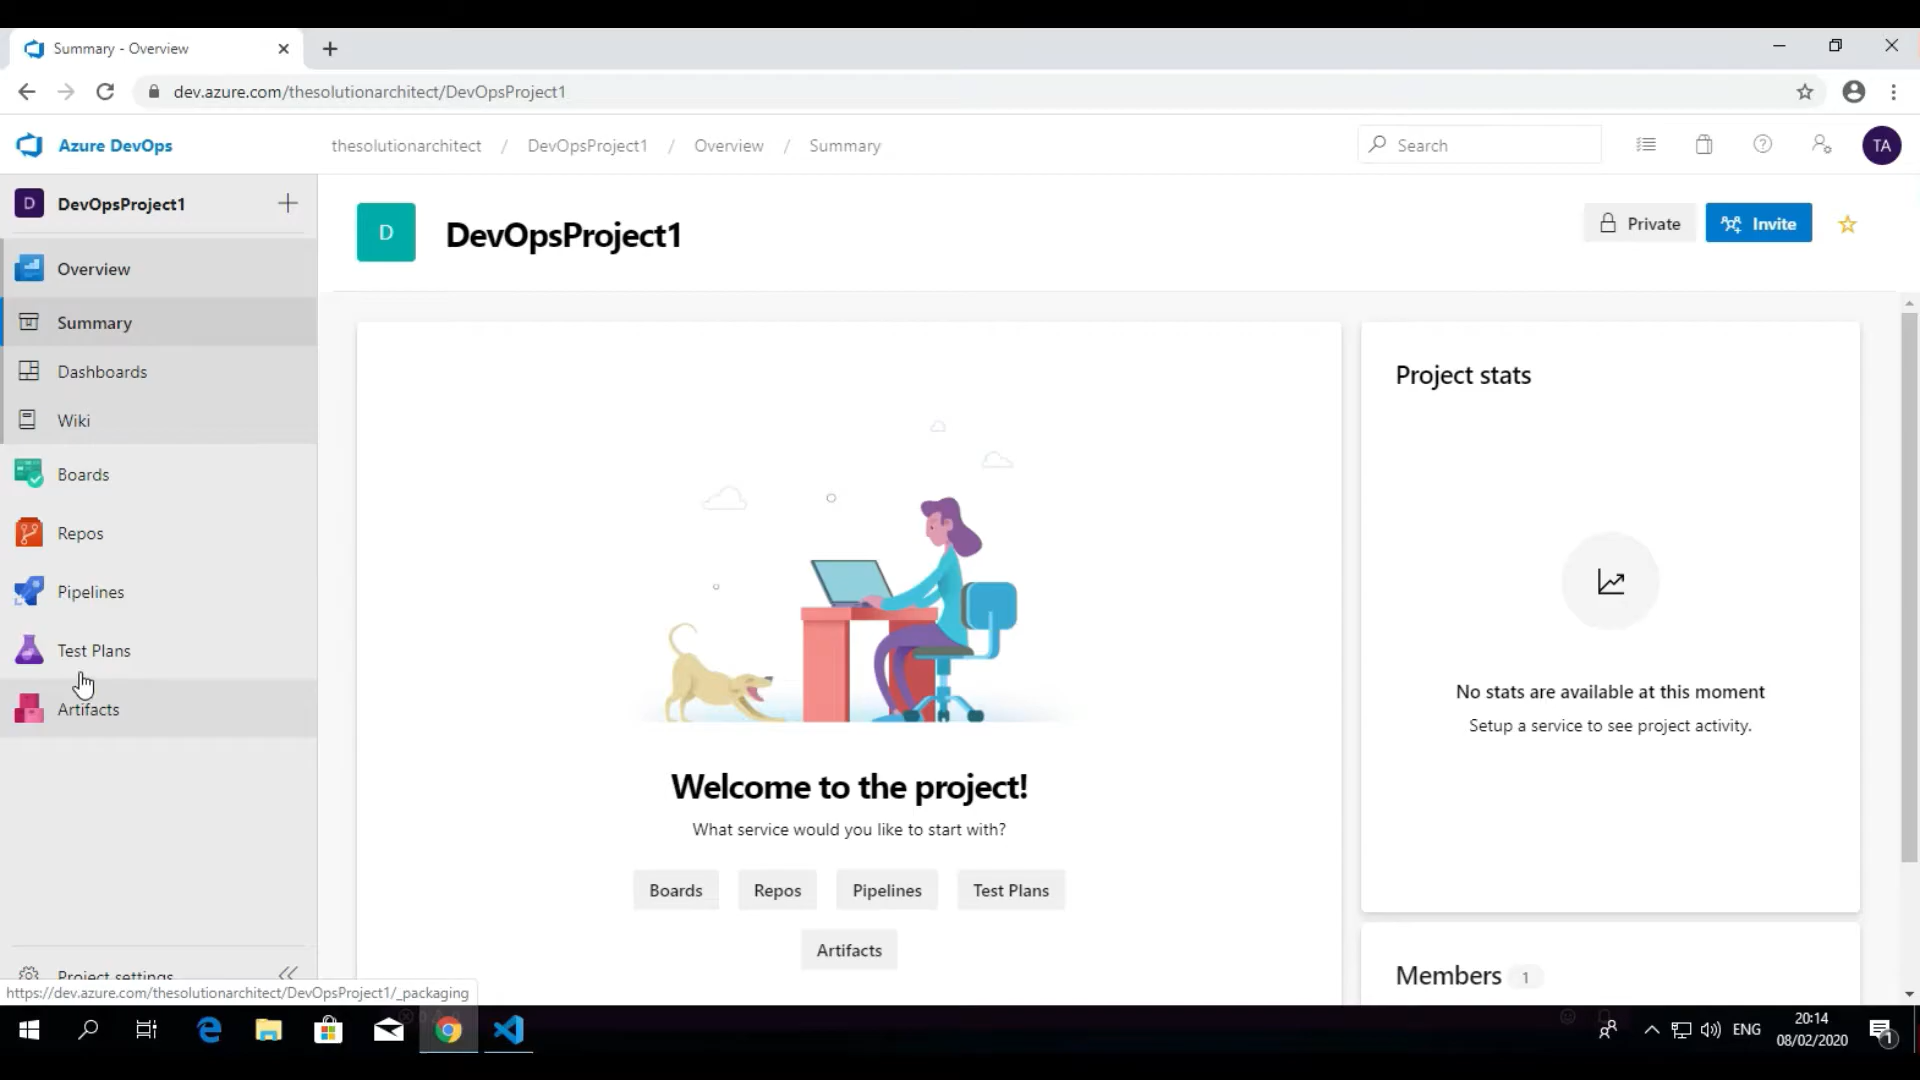 Summary - Overview
dev.azure.com/thesolutionarchitect/DevOpsProject1
Azure DevOps
thesolutionarchitect / DevOpsProject1 / Overview / Summary
Search
TA
D DevOpsProject1
D DevOpsProject1
Private
Invite
Overview
Summary
Dashboards
Wiki
Boards
Repos
Pipelines
Test Plans
Artifacts
Project settings
https://dev.azure.com/thesolutionarchitect/DevOpsProject1/_packaging
Welcome to the project!
What service would you like to start with?
Boards Repos Pipelines Test Plans
Artifacts
Project stats
No stats are available at this moment
Setup a service to see project activity.
Members 1
ENG
20:14
08/02/2020
1